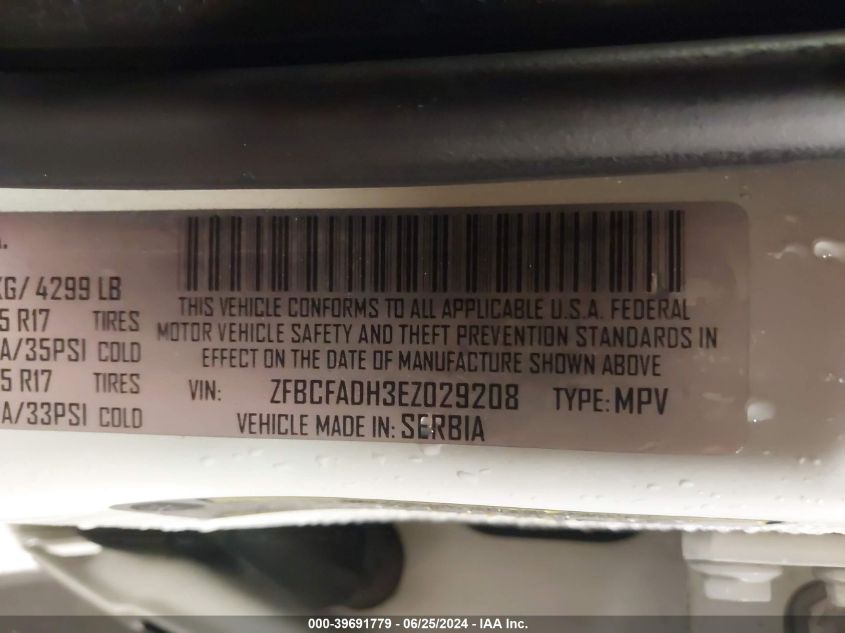 .
KG/ 4299 LB
5 R17 TIRES
A/35PSI COLD
5 R17 TIRES
A/33PSI COLD
THIS VEHICLE CONFORMS TO ALL APPLICABLE U.S.A. FEDERAL
MOTOR VEHICLE SAFETY AND THEFT PREVENTION STANDARDS IN
EFFECT ON THE DATE OF MANUFACTURE SHOWN ABOVE
VIN: ZFBCFADH3EZ029208 TYPE: MPV
VEHICLE MADE IN: SERBIA
000-39691779 - 06/25/2024 - IAA Inc.